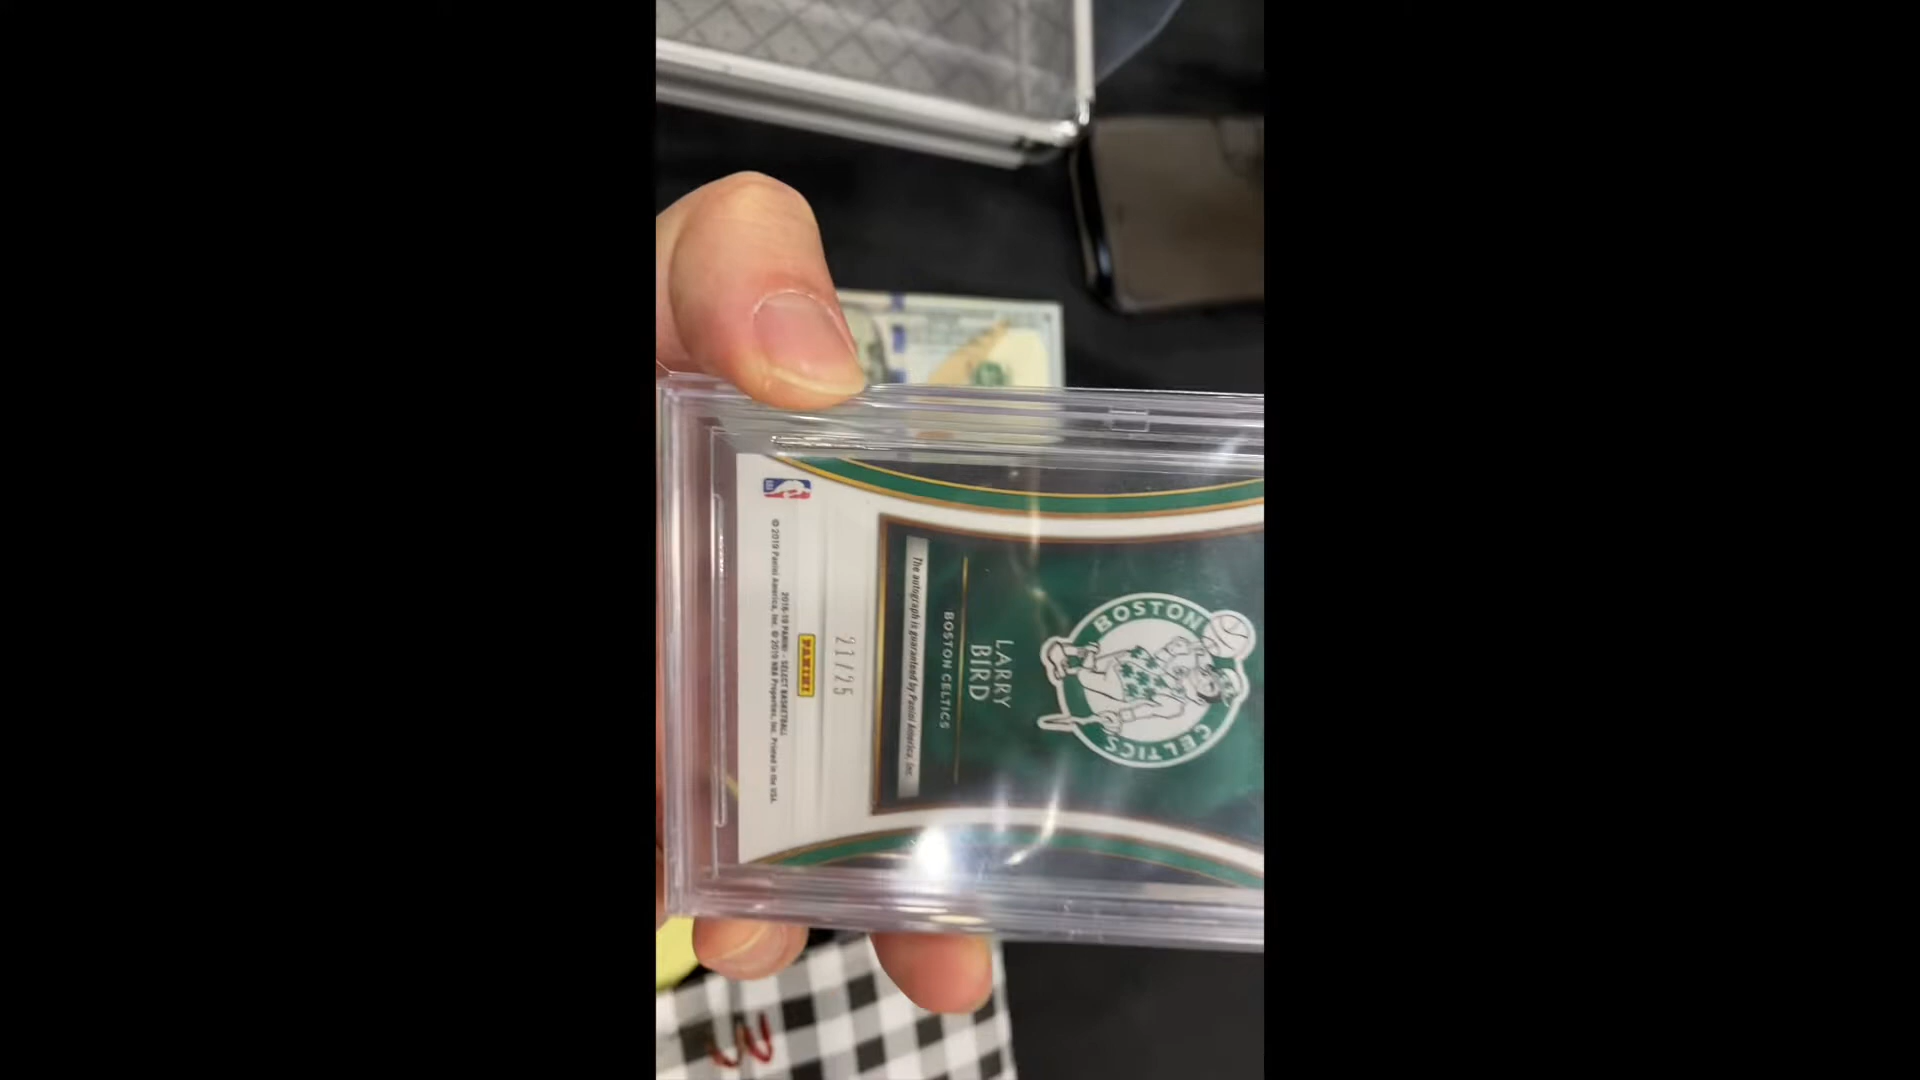 BOSTON
CELTICS
LARRY
BIRD
BOSTON CELTICS
The autograph is guaranteed by Panini America, Inc.
21/25
PANINI
2018-19 PANINI - SELECT BASKETBALL
© 2019 Panini America, Inc. © 2019 NBA Properties, Inc. Printed in the USA.